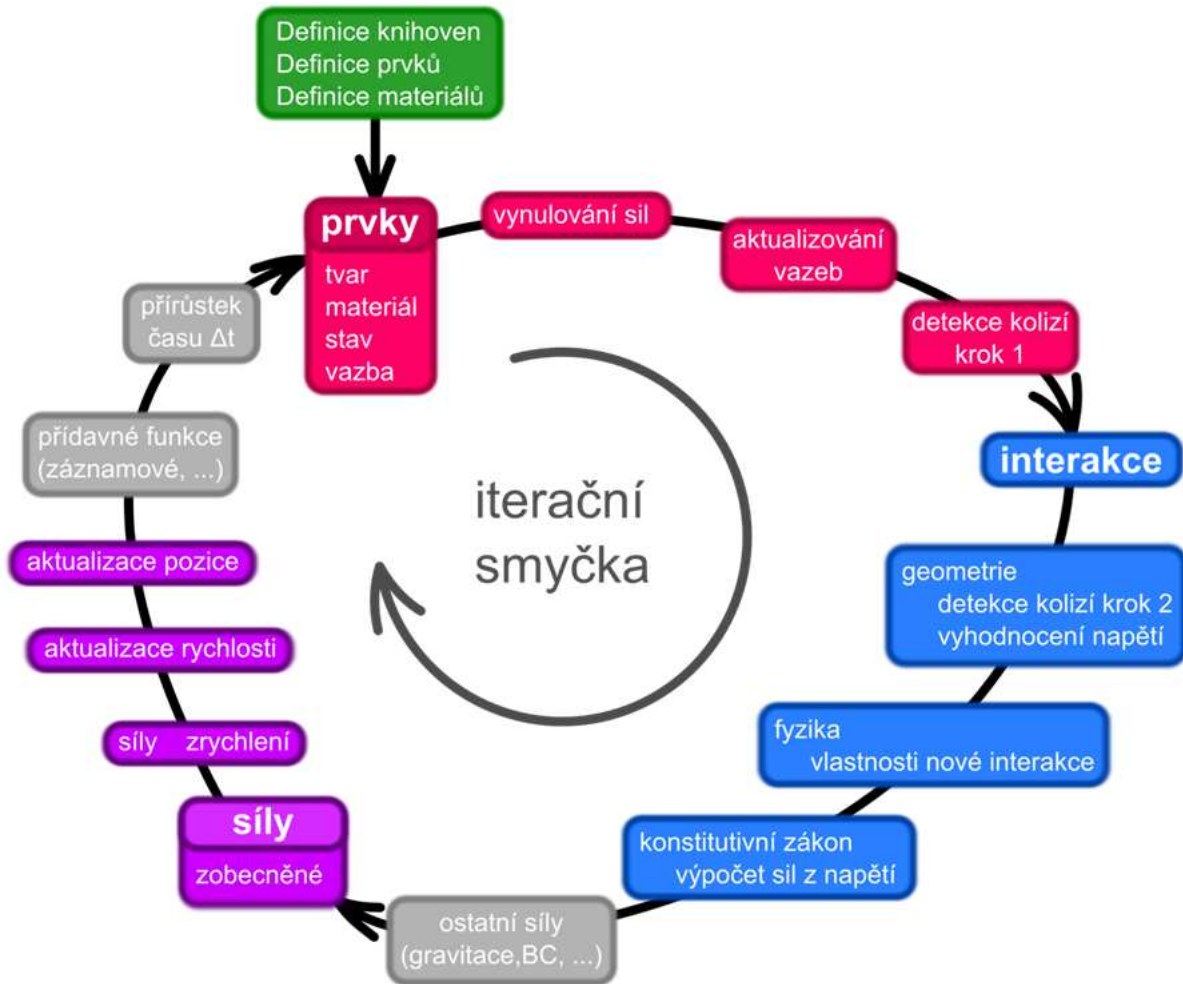 Definice knihoven
Definice prvků
Definice materiálů
prvky
tvar
materiál
stav
vazba
vynulování sil
aktualizování
vazeb
detekce kolizí
krok 1
interakce
geometrie
detekce kolizí krok 2
vyhodnocení napětí
fyzika
vlastnosti nové interakce
konstitutivní zákon
výpočet sil z napětí
ostatní síly
(gravitace,BC, ...)
síly
zobecněné
síly zrychlení
aktualizace rychlosti
aktualizace pozice
přídavné funkce
(záznamové, ...)
přírůstek
času Δt
iterační
smyčka